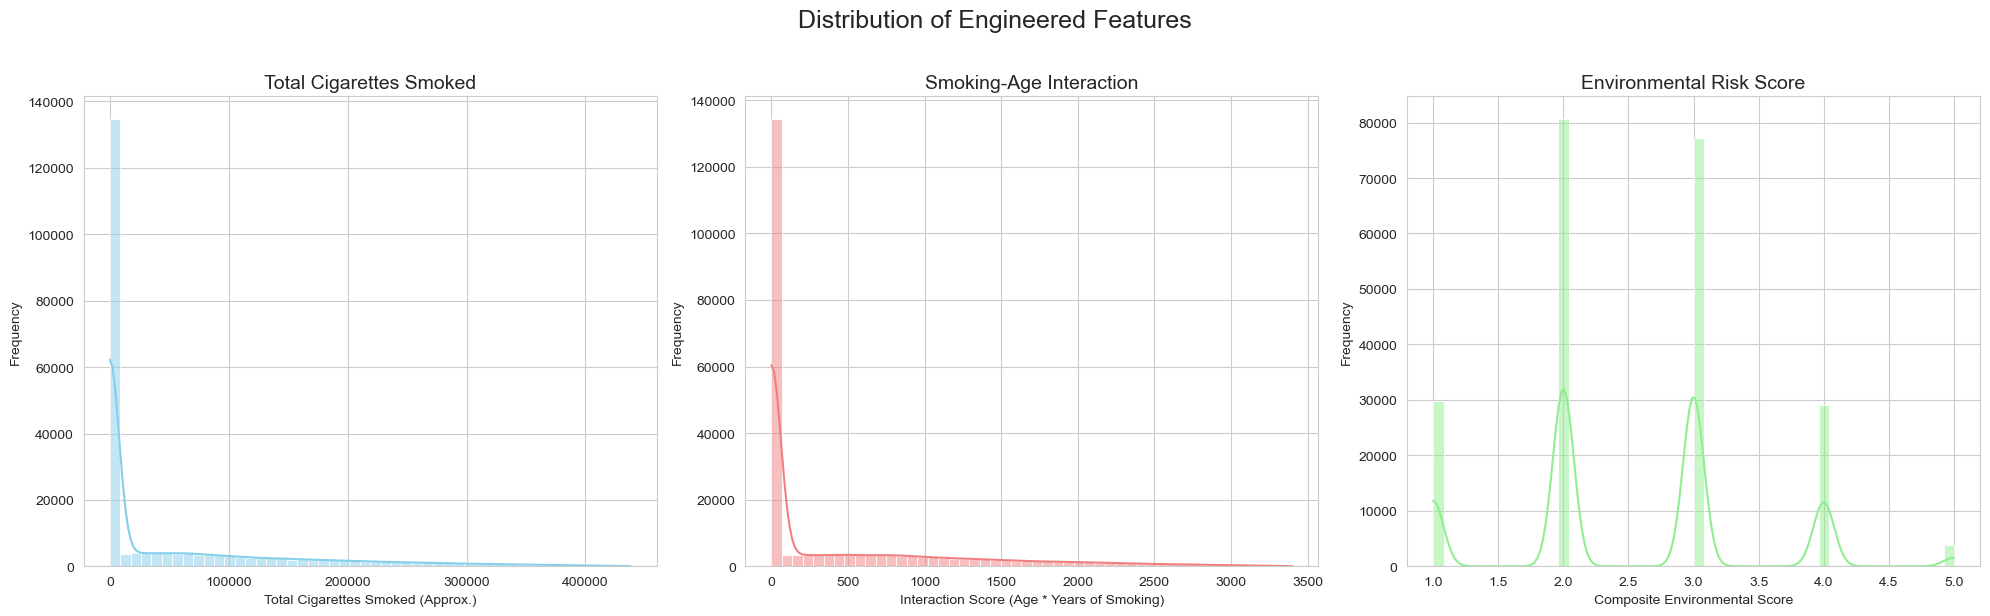 Distribution of Engineered Features
Total Cigarettes Smoked
140000
120000
100000
80000
60000
40000
20000
0
Frequency
0 100000 200000 300000 400000
Total Cigarettes Smoked (Approx.)
Smoking-Age Interaction
140000
120000
100000
80000
60000
40000
20000
0
Frequency
0 500 1000 1500 2000 2500 3000 3500
Interaction Score (Age * Years of Smoking)
Environmental Risk Score
80000
70000
60000
50000
40000
30000
20000
10000
0
Frequency
1.0 1.5 2.0 2.5 3.0 3.5 4.0 4.5 5.0
Composite Environmental Score